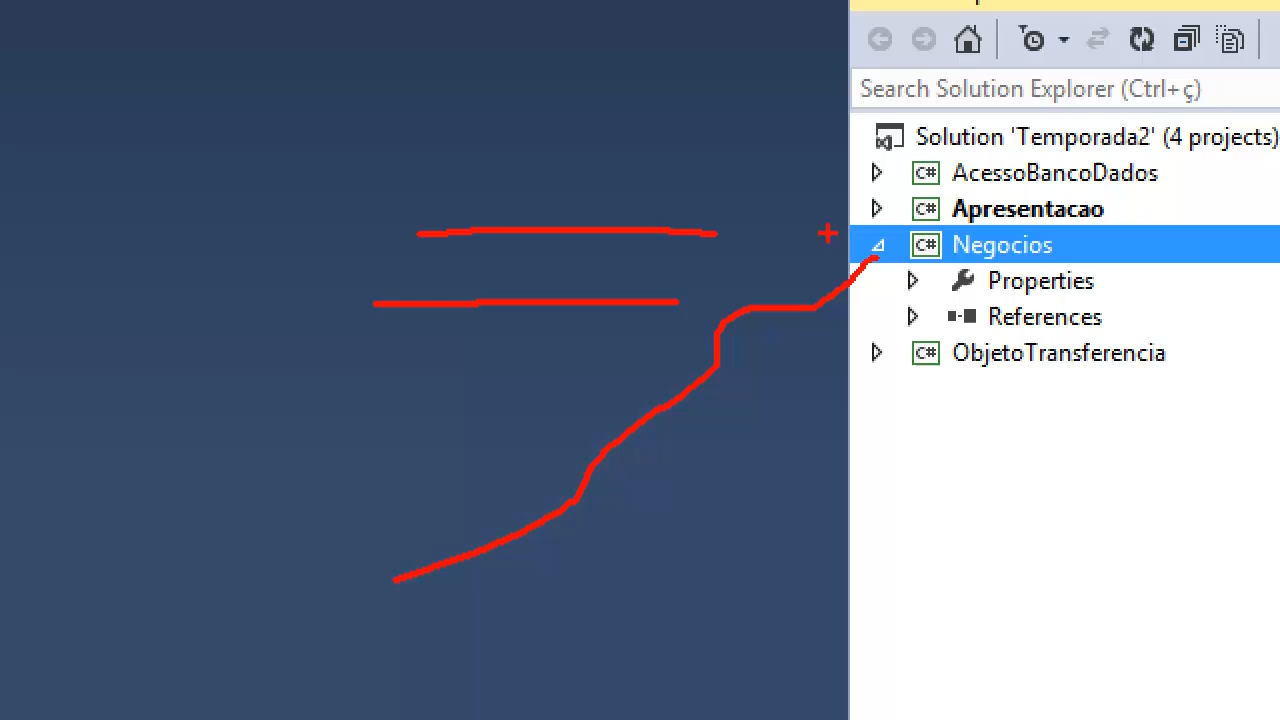 Search Solution Explorer (Ctrl+ç)
Solution 'Temporada2' (4 projects)
C# AcessoBancoDados
C# Apresentacao
C# Negocios
Properties
References
C# ObjetoTransferencia